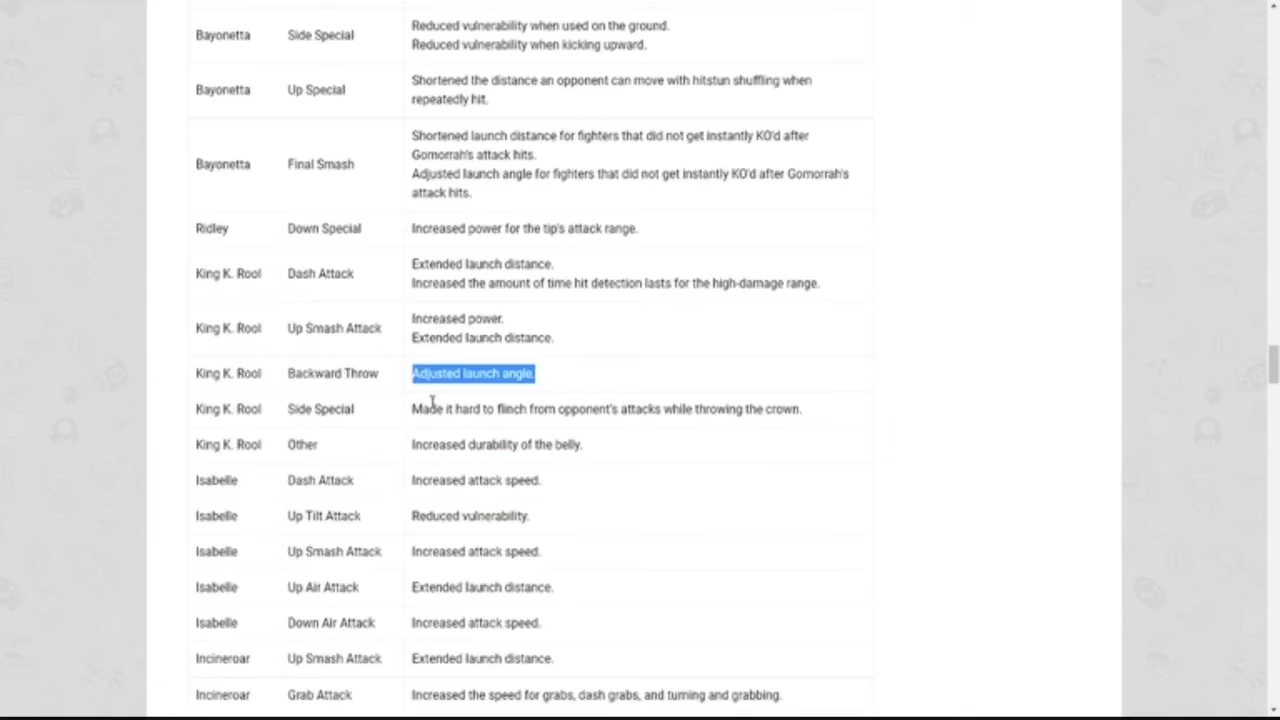 Bayonetta Side Special Reduced vulnerability when used on the ground.
Reduced vulnerability when kicking upward.
Bayonetta Up Special Shortened the distance an opponent can move with hitstun shuffling when
repeatedly hit.
Bayonetta Final Smash Shortened launch distance for fighters that did not get instantly KO'd after
Gomorrah's attack hits.
Adjusted launch angle for fighters that did not get instantly KO'd after Gomorrah's
attack hits.
Ridley Down Special Increased power for the tip's attack range.
King K. Rool Dash Attack Extended launch distance.
Increased the amount of time hit detection lasts for the high-damage range.
King K. Rool Up Smash Attack Increased power.
Extended launch distance.
King K. Rool Backward Throw Adjusted launch angle.
King K. Rool Side Special Made it hard to flinch from opponent's attacks while throwing the crown.
King K. Rool Other Increased durability of the belly.
Isabelle Dash Attack Increased attack speed.
Isabelle Up Tilt Attack Reduced vulnerability.
Isabelle Up Smash Attack Increased attack speed.
Isabelle Up Air Attack Extended launch distance.
Isabelle Down Air Attack Increased attack speed.
Incineroar Up Smash Attack Extended launch distance.
Incineroar Grab Attack Increased the speed for grabs, dash grabs, and turning and grabbing.